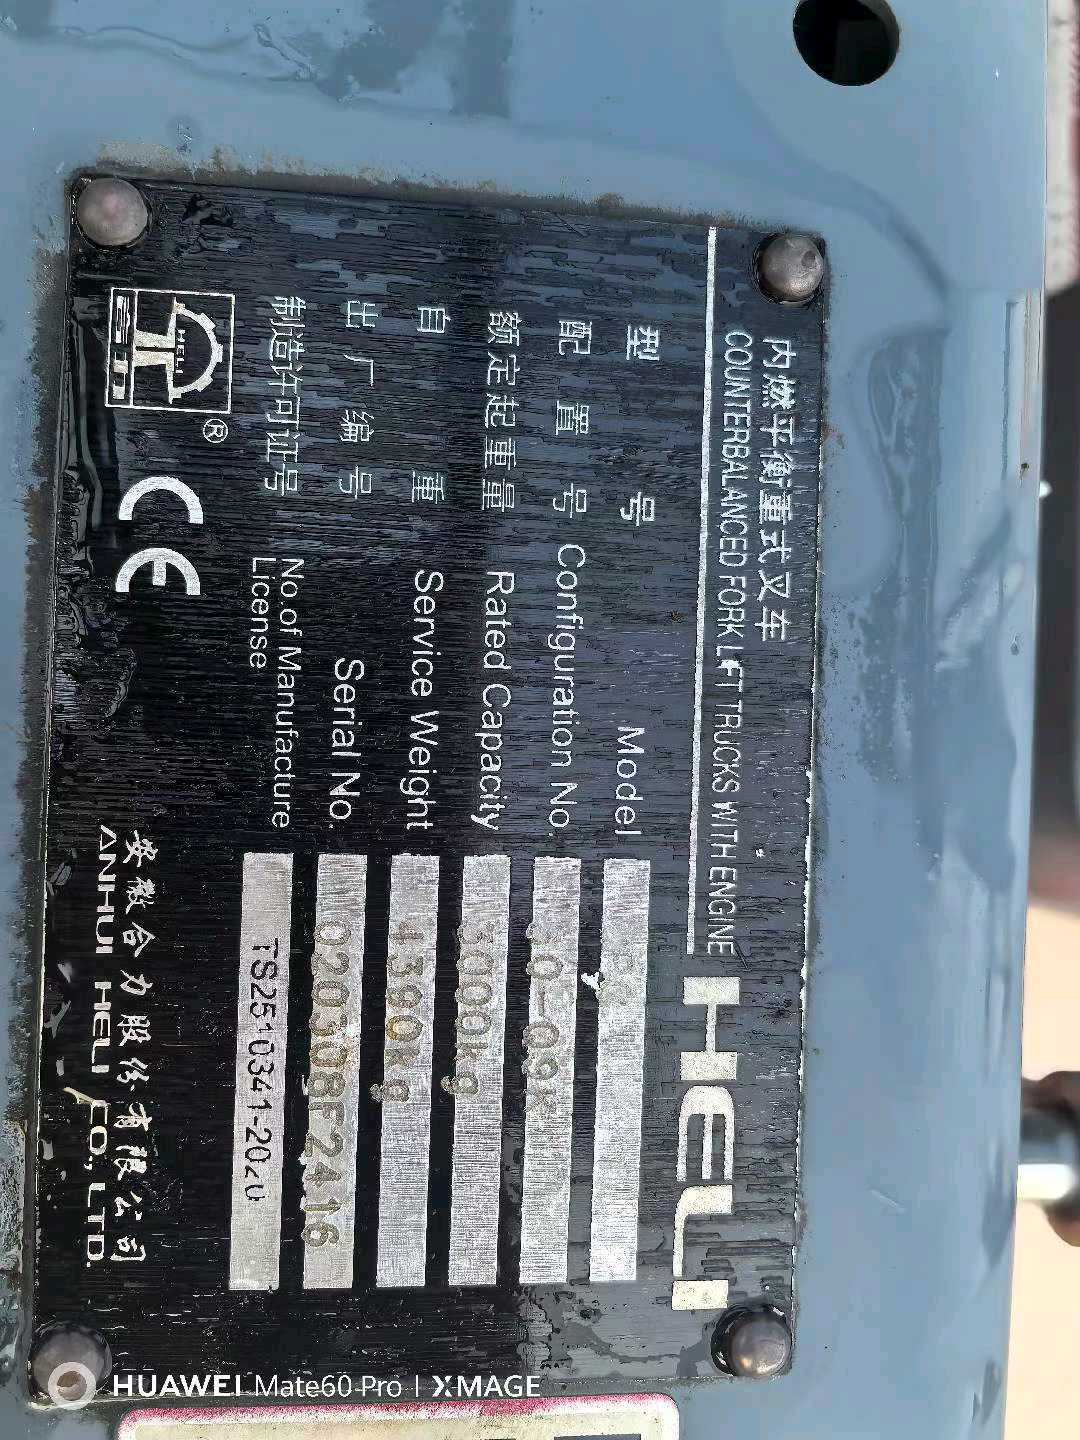 内燃平衡重式叉车
COUNTERBALANCED FORK LIFT TRUCKS WITH ENGINE
HELI
型号 Model
配置号 Configuration No.
额定起重量 Rated Capacity 3000kg
自重 Service Weight 4390kg
出厂编号 Serial No. 020308F2416
制造许可证号 No.of Manufacture License TS2510341-2020
HELI
®
CE
安徽合力股份有限公司
ANHUI HELI CO., LTD.
HUAWEI Mate60 Pro | XMAGE